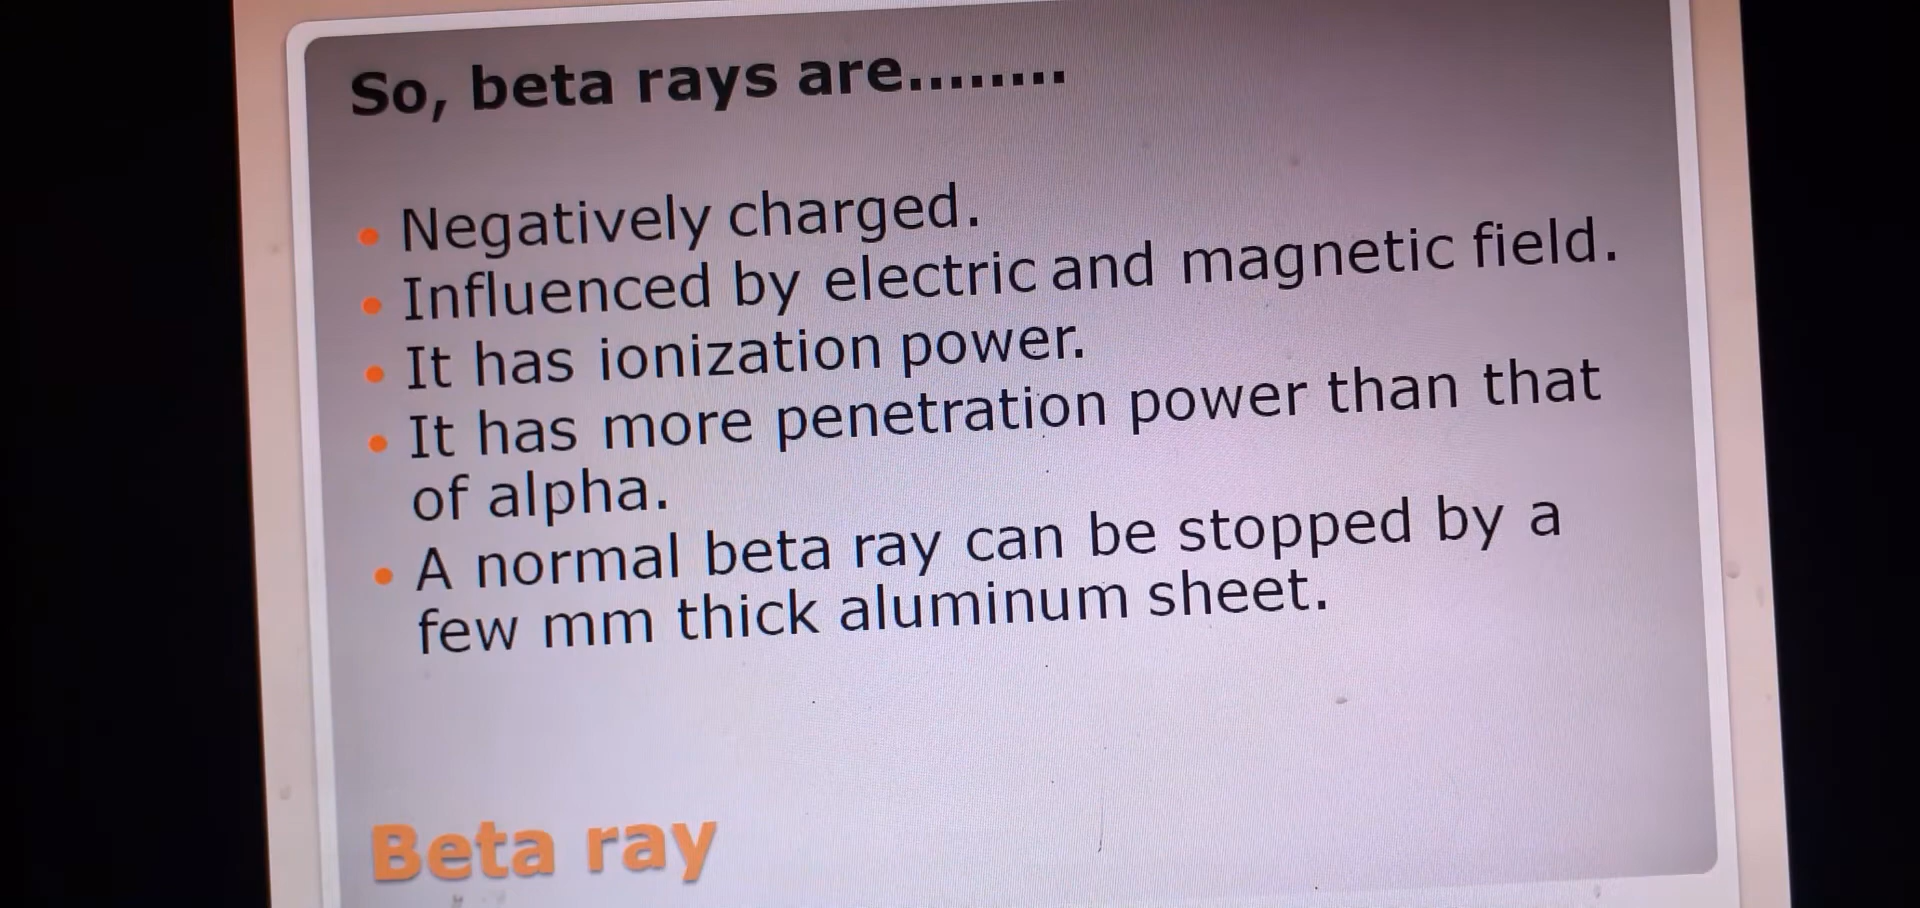 So, beta rays are........
• Negatively charged.
• Influenced by electric and magnetic field.
• It has ionization power.
• It has more penetration power than that
of alpha.
• A normal beta ray can be stopped by a
few mm thick aluminum sheet.
Beta ray